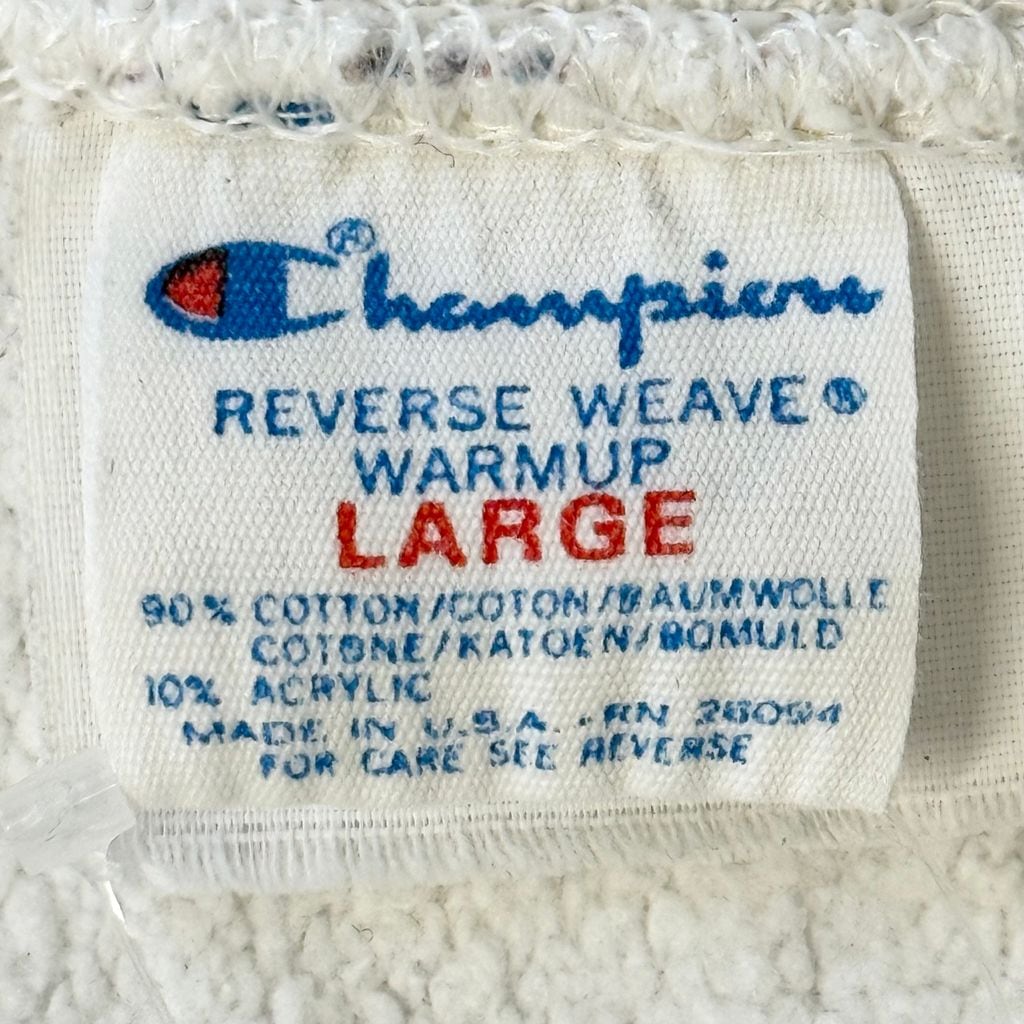 Champion®
REVERSE WEAVE®
WARMUP
LARGE
90% COTTON/COTON/BAUMWOLLE
COTONE/KATOEN/BOMULD
10% ACRYLIC
MADE IN U.S.A. - RN 26094
FOR CARE SEE REVERSE